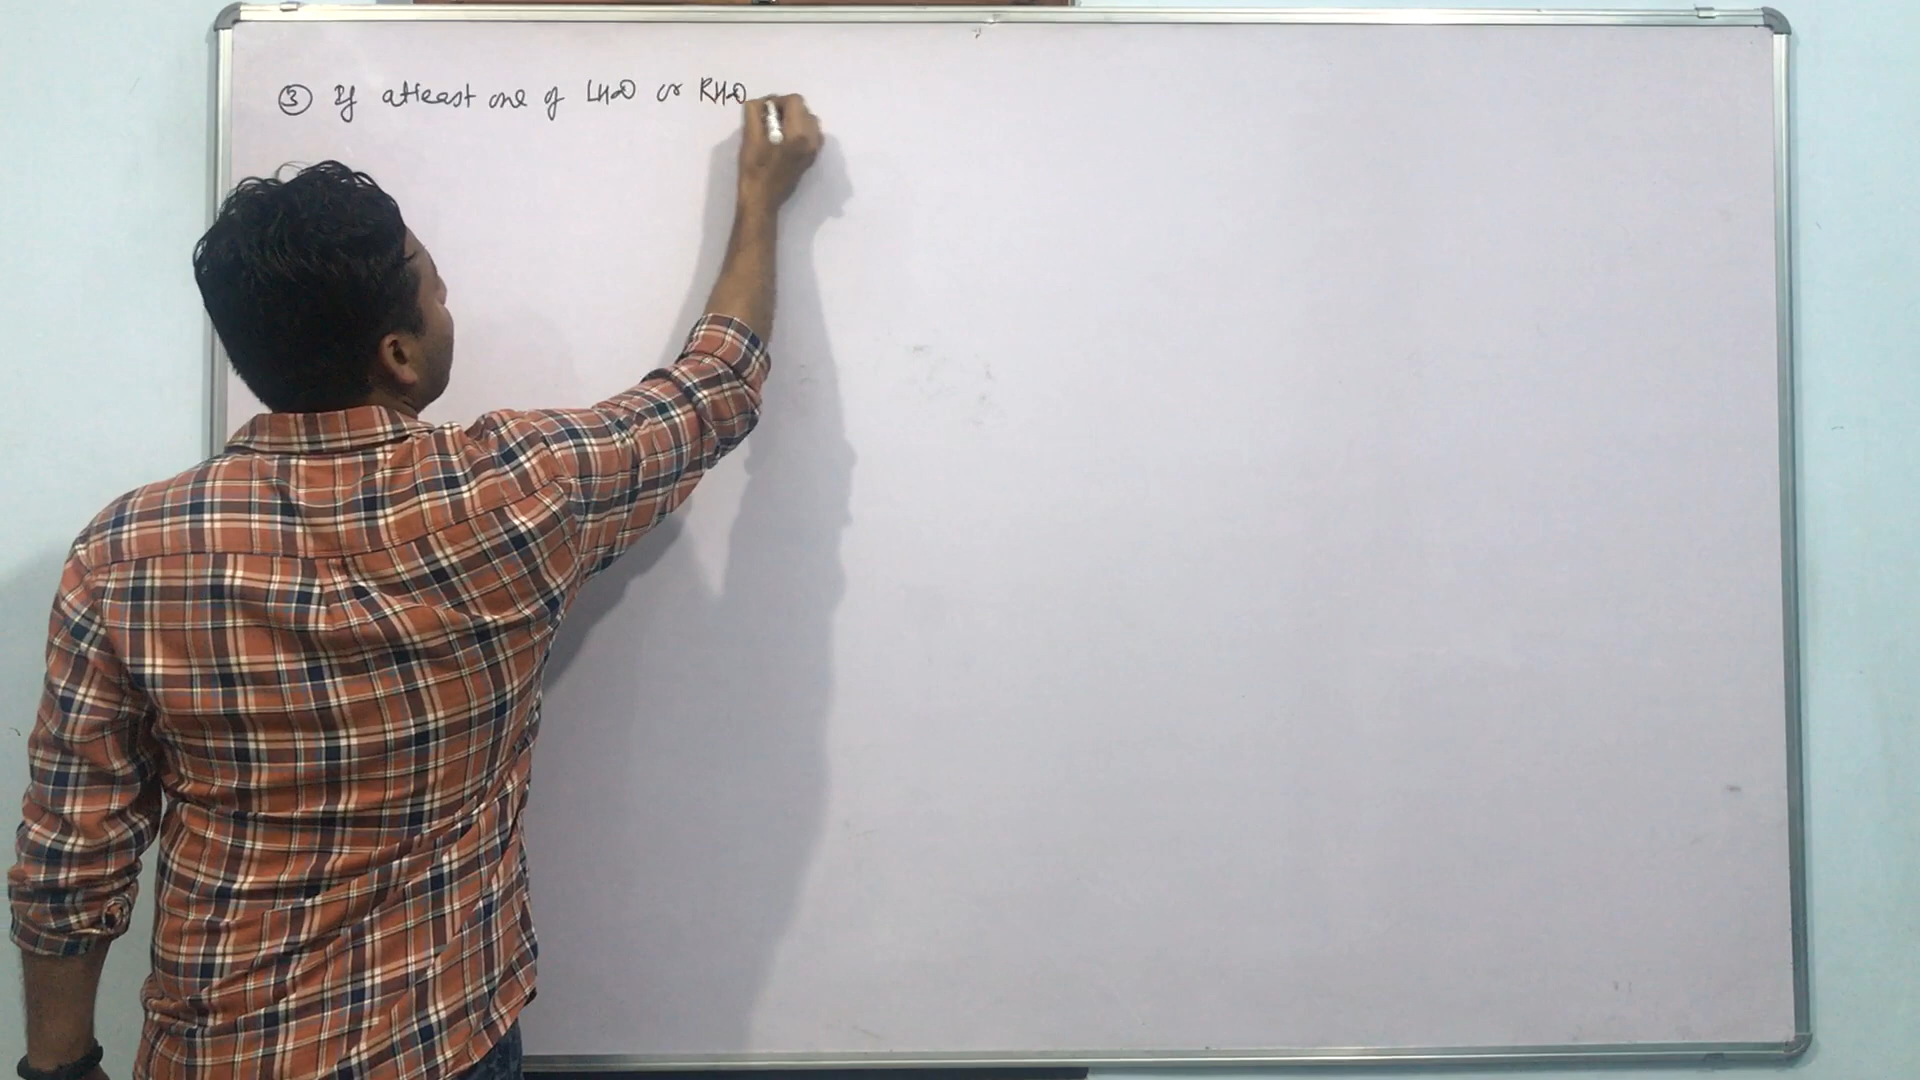 ③ If atleast one of LHD or RHD